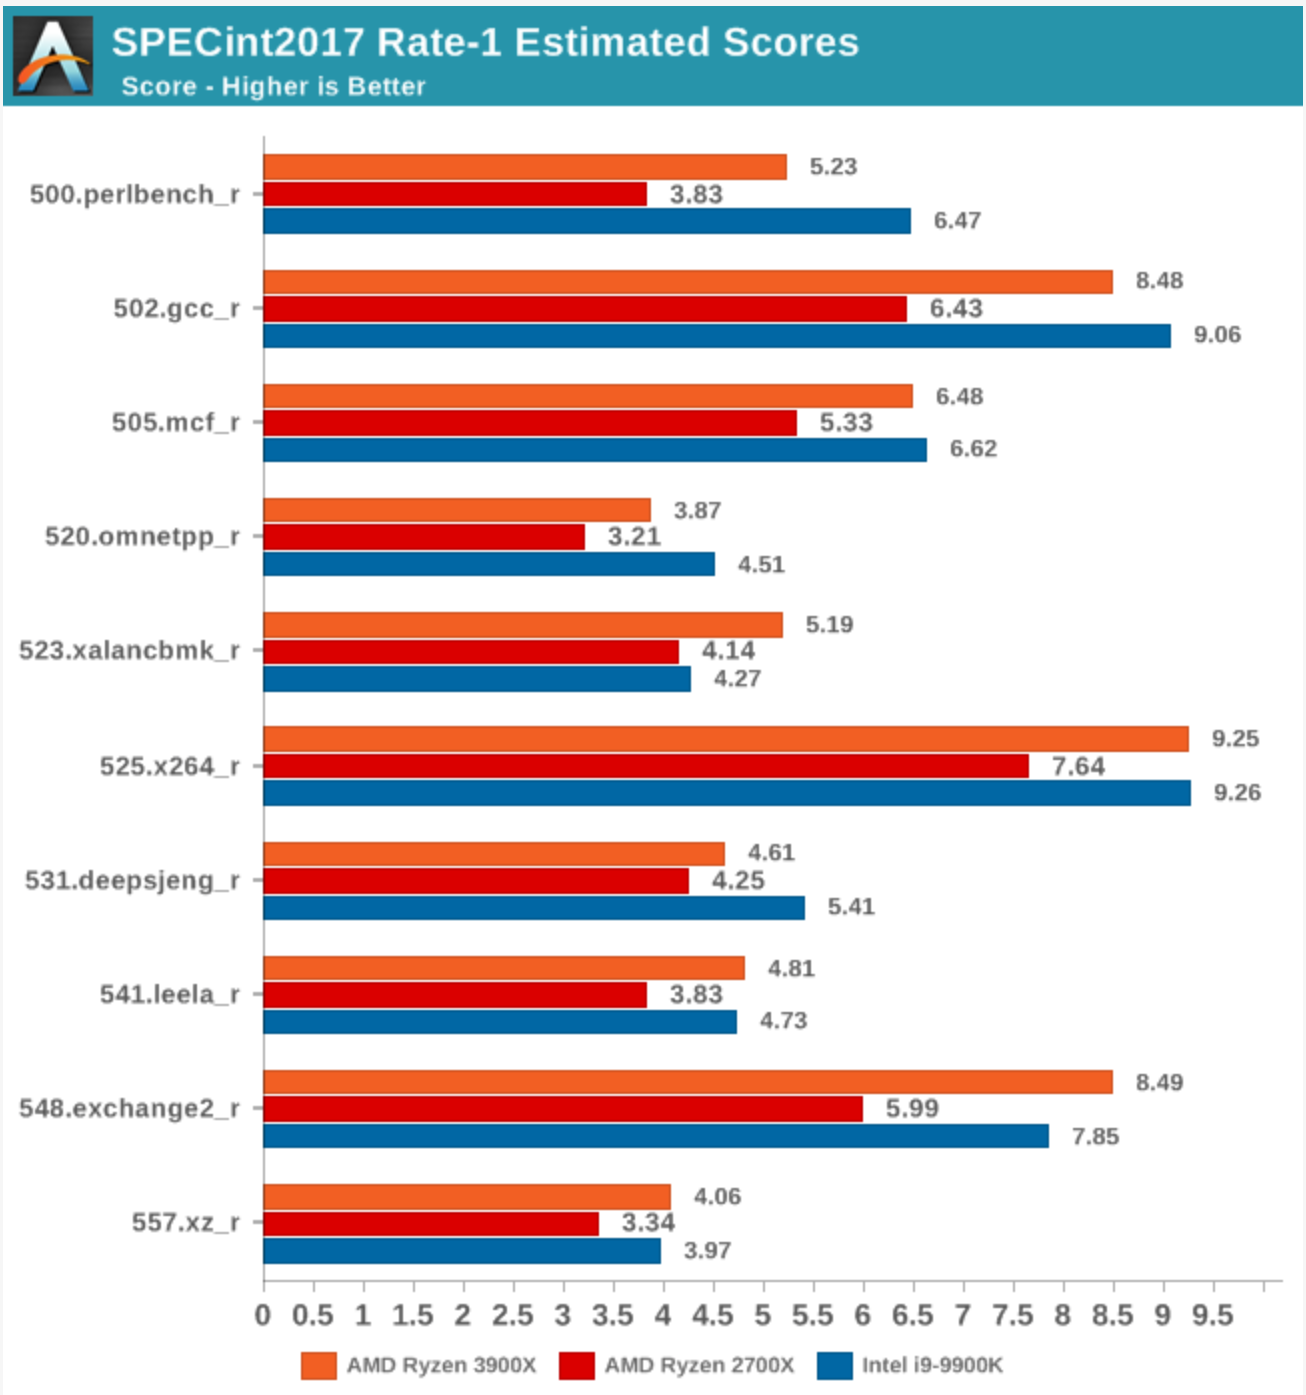 SPECint2017 Rate-1 Estimated Scores
Score - Higher is Better
5.23
500.perlbench_r 3.83
6.47
8.48
502.gcc_r 6.43
9.06
6.48
505.mcf_r 5.33
6.62
3.87
520.omnetpp_r 3.21
4.51
5.19
523.xalancbmk_r 4.14
4.27
9.25
525.x264_r 7.64
9.26
4.61
531.deepsjeng_r 4.25
5.41
4.81
541.leela_r 3.83
4.73
8.49
548.exchange2_r 5.99
7.85
4.06
557.xz_r 3.34
3.97
0 0.5 1 1.5 2 2.5 3 3.5 4 4.5 5 5.5 6 6.5 7 7.5 8 8.5 9 9.5
AMD Ryzen 3900X AMD Ryzen 2700X Intel i9-9900K